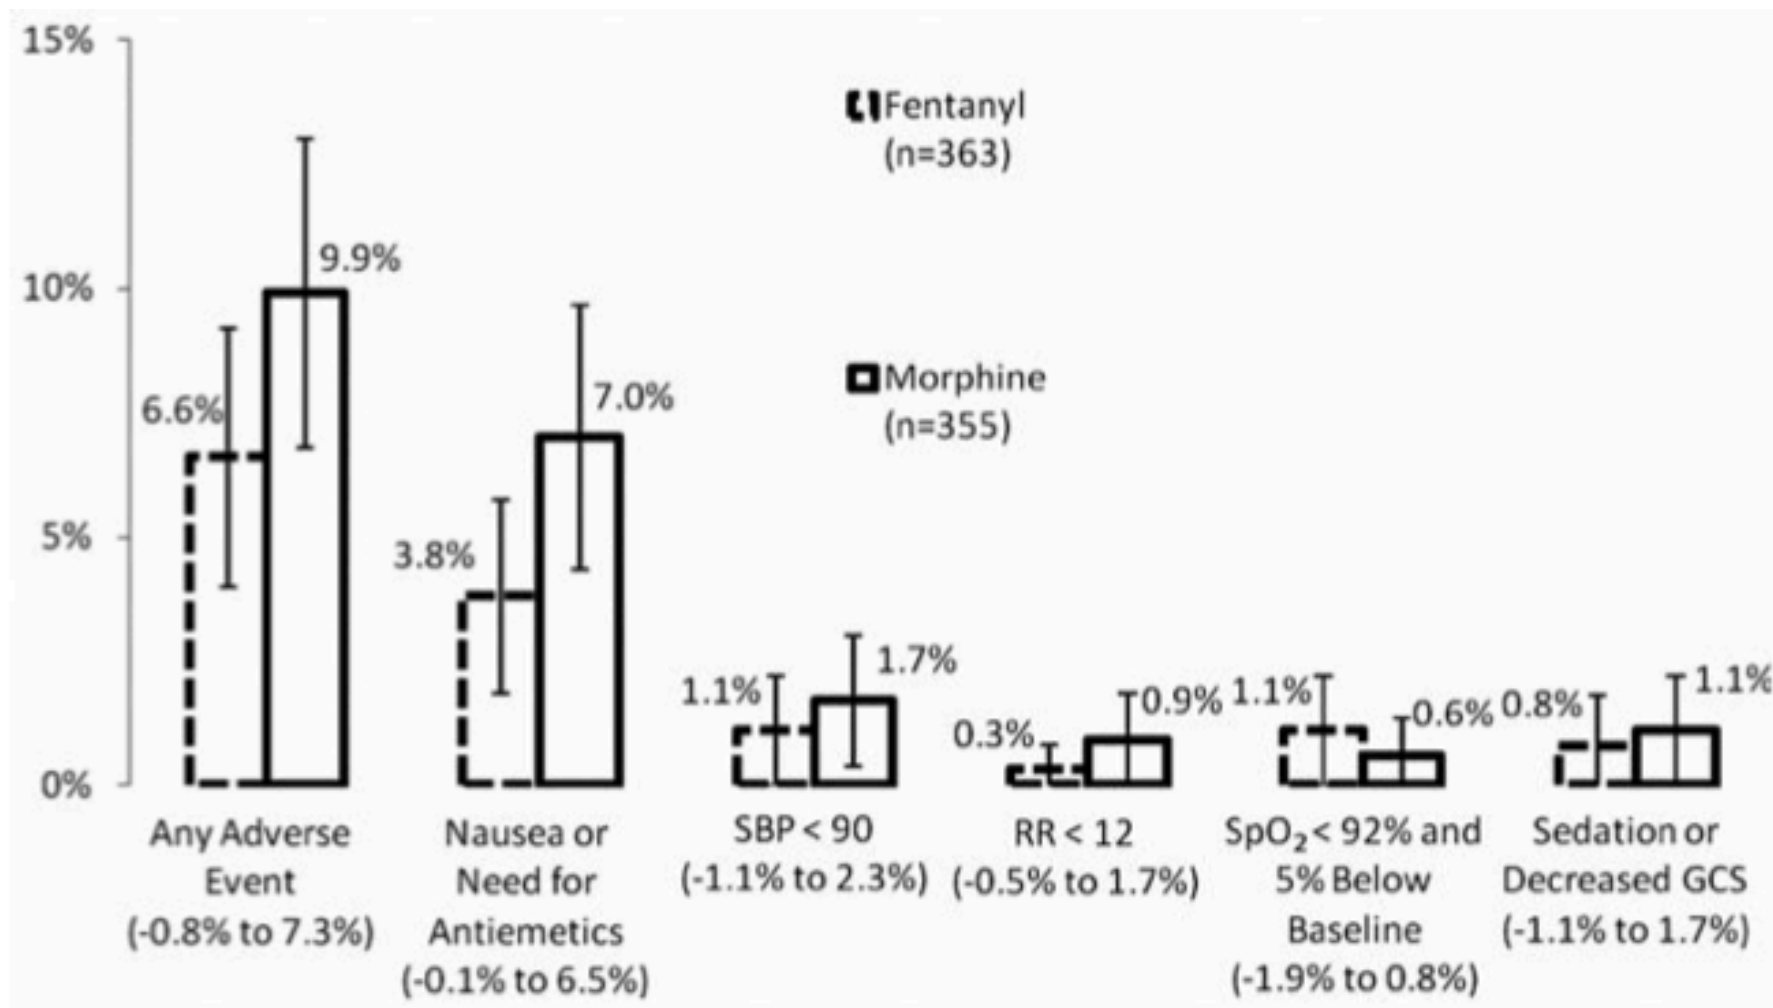 15%
10%
5%
0%
Fentanyl
(n=363)
Morphine
(n=355)
6.6%
9.9%
3.8%
7.0%
1.1%
1.7%
0.3%
0.9%
1.1%
0.6%
0.8%
1.1%
Any Adverse
Event
(-0.8% to 7.3%)
Nausea or
Need for
Antiemetics
(-0.1% to 6.5%)
SBP < 90
(-1.1% to 2.3%)
RR < 12
(-0.5% to 1.7%)
SpO₂ < 92% and
5% Below
Baseline
(-1.9% to 0.8%)
Sedation or
Decreased GCS
(-1.1% to 1.7%)